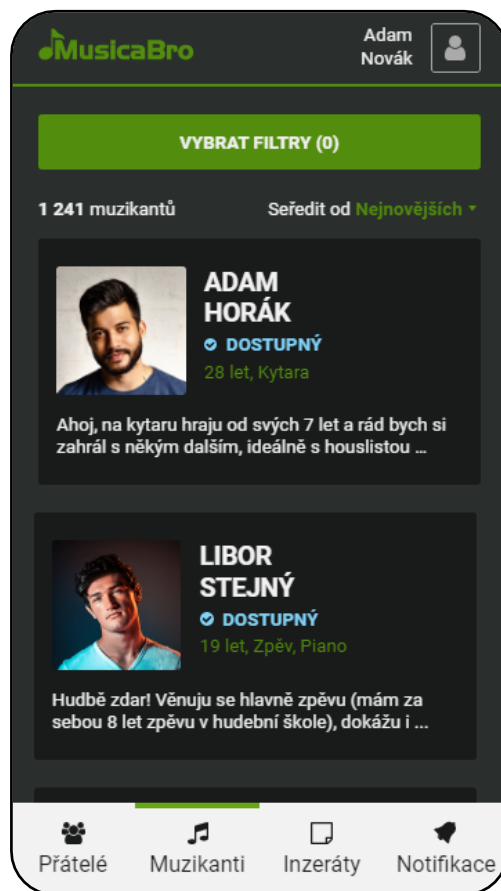 MusicaBro
Adam
Novák
VYBRAT FILTRY (0)
1 241 muzikantů
Seředit od Nejnovějších
ADAM
HORÁK
DOSTUPNÝ
28 let, Kytara
Ahoj, na kytaru hraju od svých 7 let a rád bych si
zahrál s někým dalším, ideálně s houslistou ...
LIBOR
STEJNÝ
DOSTUPNÝ
19 let, Zpěv, Piano
Hudbě zdar! Věnuju se hlavně zpěvu (mám za
sebou 8 let zpěvu v hudební škole), dokážu i ...
Přátelé
Muzikanti
Inzeráty
Notifikace